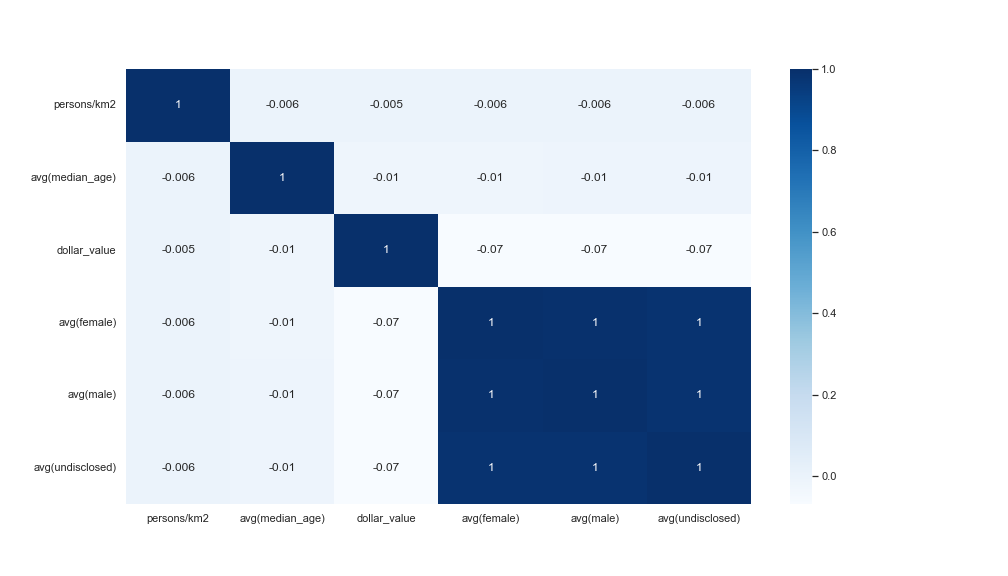 persons/km2 1 -0.006 -0.005 -0.006 -0.006 -0.006
avg(median_age) -0.006 1 -0.01 -0.01 -0.01 -0.01
dollar_value -0.005 -0.01 1 -0.07 -0.07 -0.07
avg(female) -0.006 -0.01 -0.07 1 1 1
avg(male) -0.006 -0.01 -0.07 1 1 1
avg(undisclosed) -0.006 -0.01 -0.07 1 1 1
persons/km2 avg(median_age) dollar_value avg(female) avg(male) avg(undisclosed)
1.0
0.8
0.6
0.4
0.2
0.0